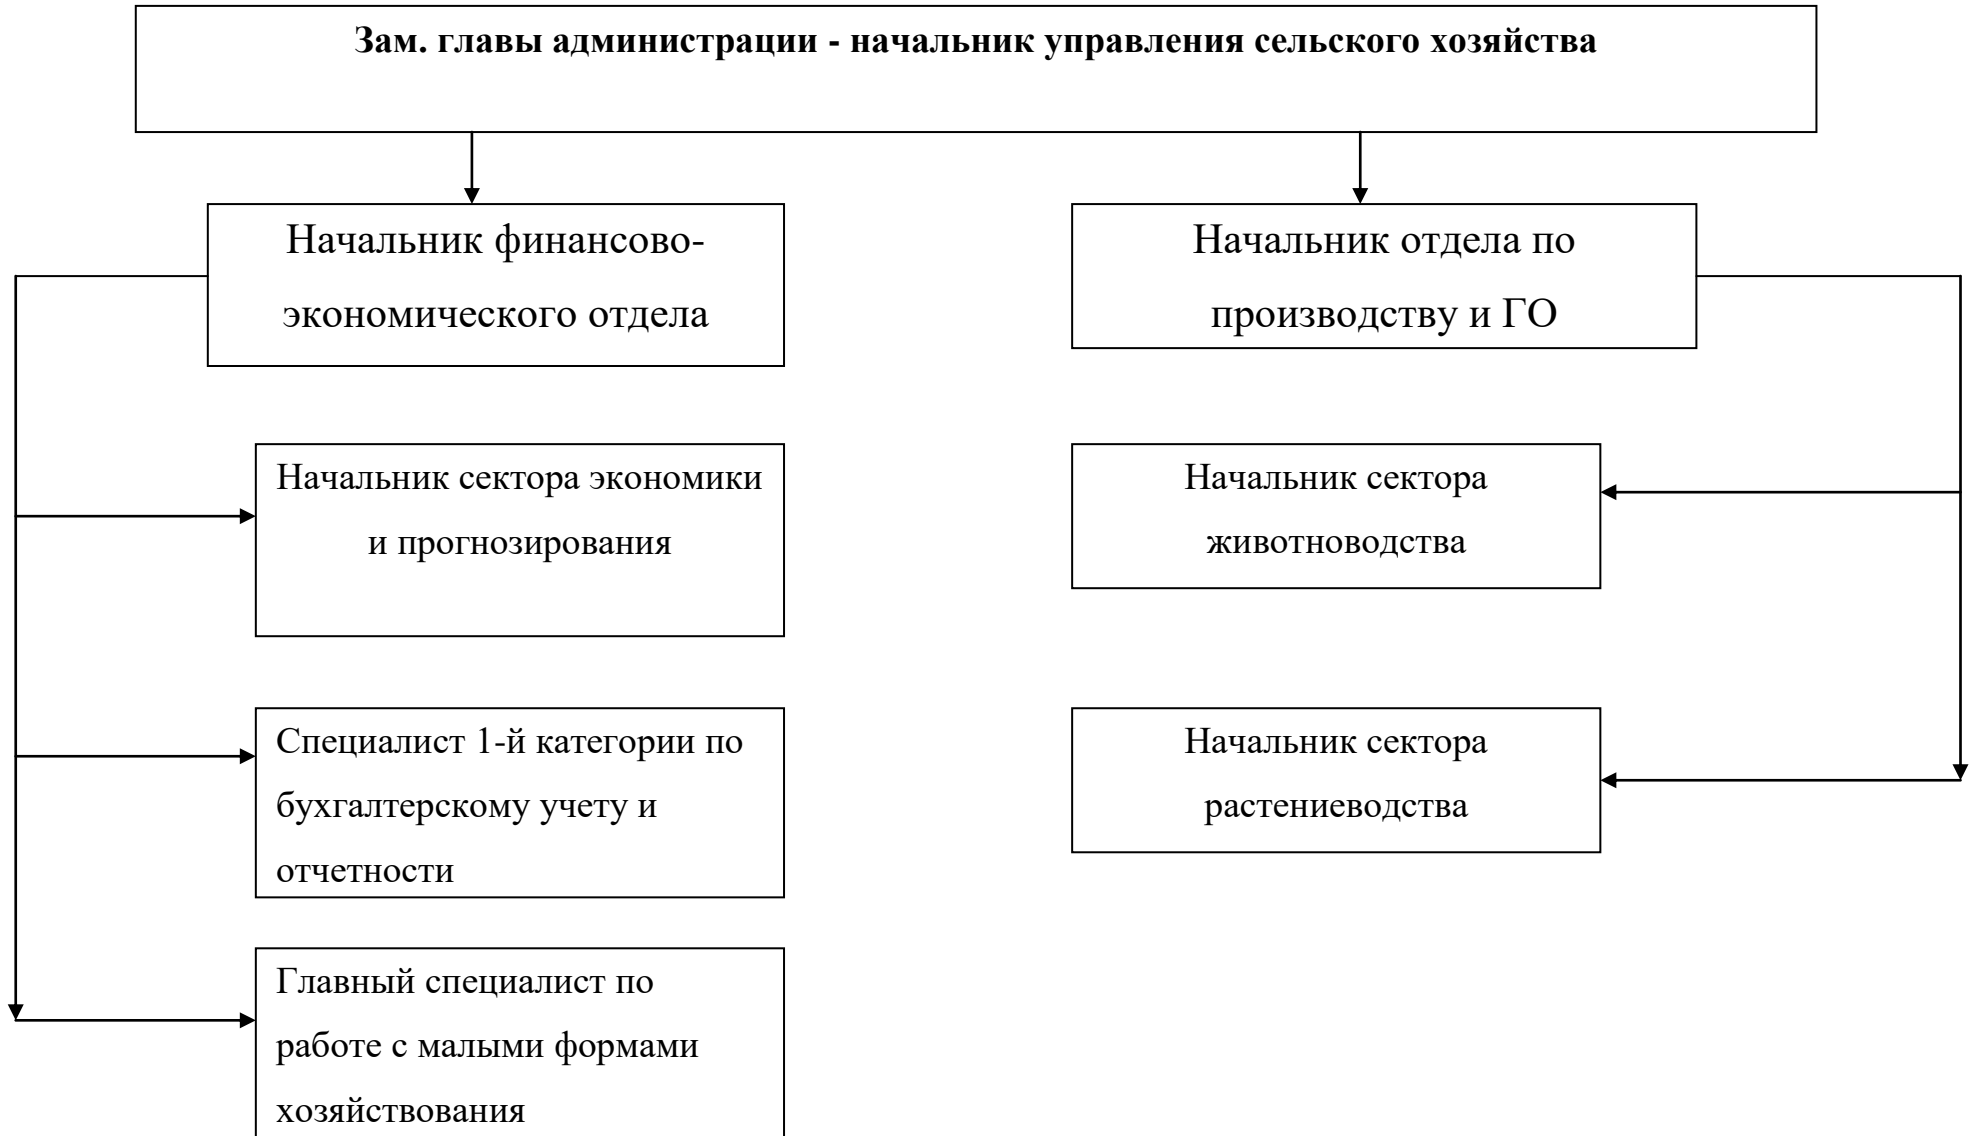 Зам. главы администрации - начальник управления сельского хозяйства
Начальник финансово-
экономического отдела
Начальник отдела по
производству и ГО
Начальник сектора экономики
и прогнозирования
Начальник сектора
животноводства
Специалист 1-й категории по
бухгалтерскому учету и
отчетности
Начальник сектора
растениеводства
Главный специалист по
работе с малыми формами
хозяйствования